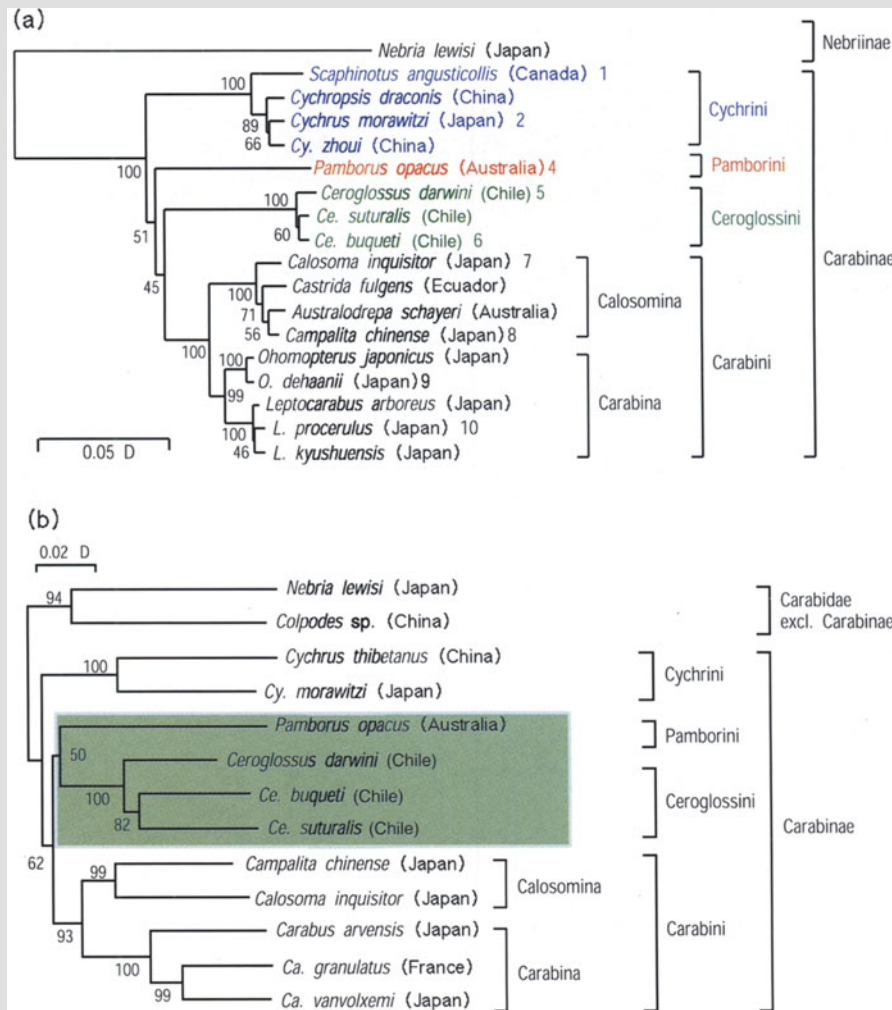 (a)
Nebria lewisi (Japan)
Nebriinae
100
Scaphinotus angusticollis (Canada) 1
Cychropsis draconis (China)
Cychrini
89
Cychrus morawitzi (Japan) 2
66
Cy. zhoui (China)
100
Pamborus opacus (Australia) 4
Pamborini
100
Ceroglossus darwini (Chile) 5
Ce. suturalis (Chile)
Ceroglossini
51
60
Ce. buqeti (Chile) 6
Carabinae
Calosoma inquisitor (Japan) 7
45
100
Castrida fulgens (Ecuador)
Calosomina
71
Australodrepa schayeri (Australia)
56
Campalita chinense (Japan) 8
100
100
Ohomopterus japonicus (Japan)
Carabini
O. dehaanii (Japan) 9
99
Leptocarabus arboreus (Japan)
Carabina
100
L. procerulus (Japan) 10
0.05 D
46
L. kyushuensis (Japan)
(b)
0.02 D
Nebria lewisi (Japan)
94
Carabidae
excl. Carabinae
Colpodes sp. (China)
Cychrus thibetanus (China)
100
Cychrini
Cy. morawitzi (Japan)
Pamborus opacus (Australia)
Pamborini
50
Ceroglossus darwini (Chile)
100
Ce. buqeti (Chile)
Ceroglossini
82
Ce. suturalis (Chile)
Carabinae
62
Campalita chinense (Japan)
99
Calosomina
Calosoma inquisitor (Japan)
93
Carabus arvensis (Japan)
Carabini
100
Ca. granulatus (France)
Carabina
99
Ca. vanvolxemi (Japan)